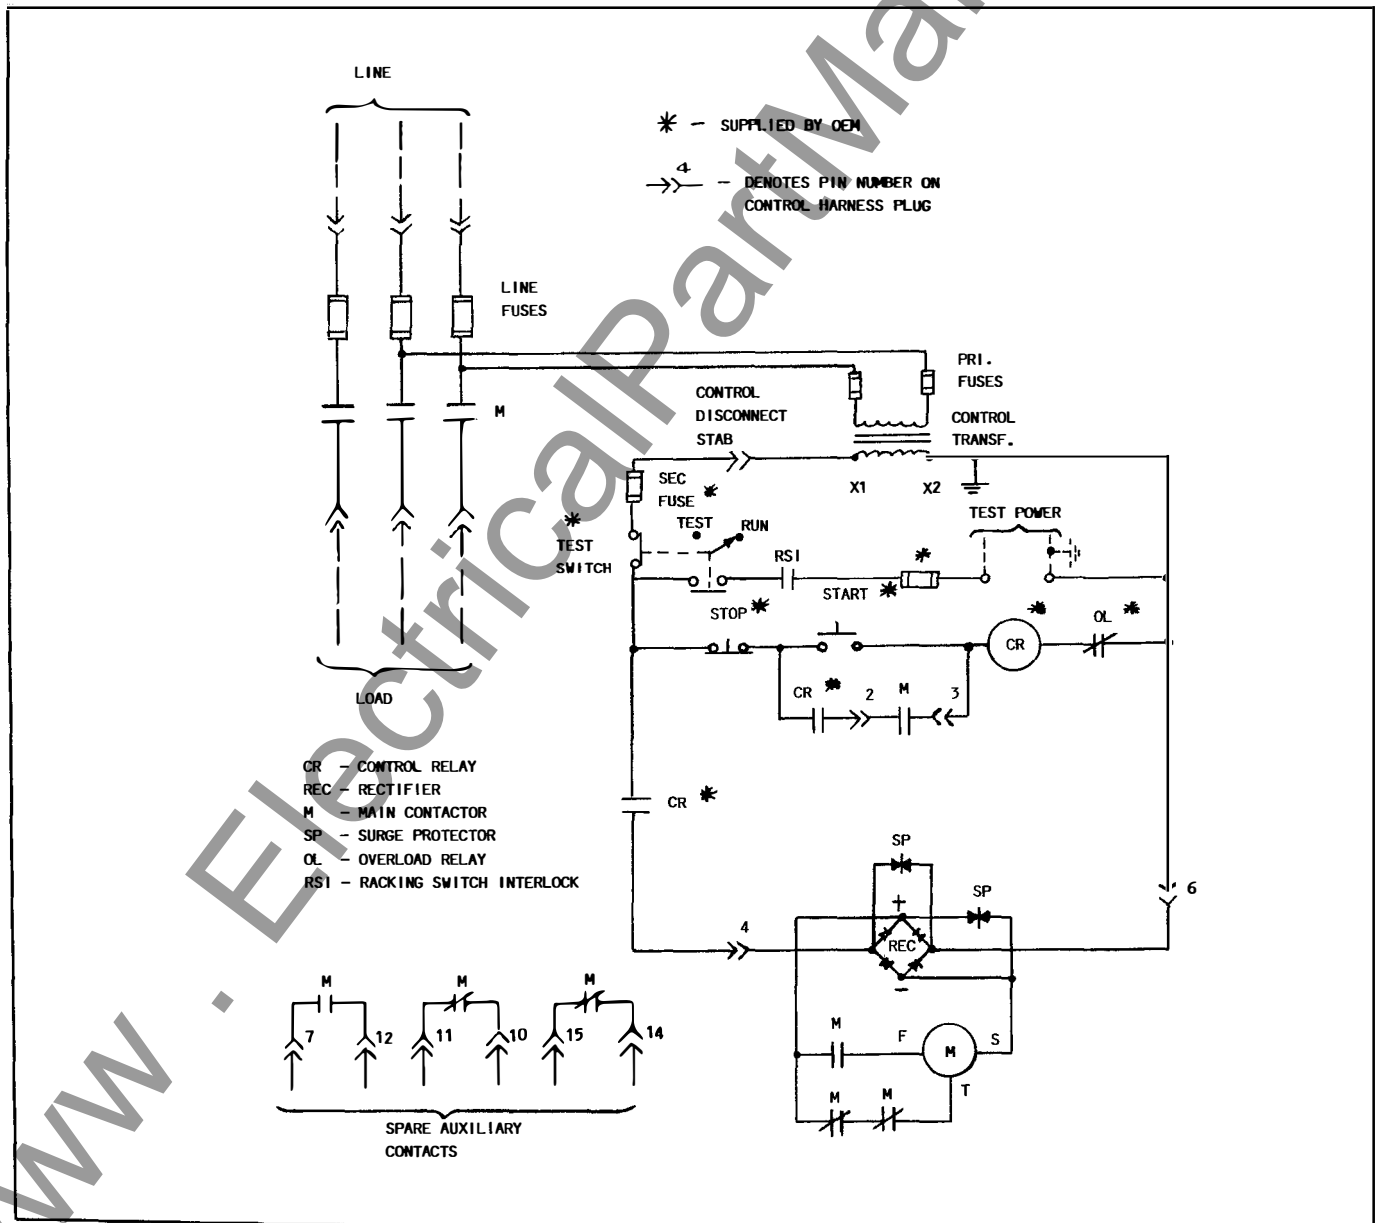 LINE
* - SUPPLIED BY OEM
4
- DENOTES PIN NUMBER ON
CONTROL HARNESS PLUG
LINE
FUSES
PRI.
FUSES
M
CONTROL
DISCONNECT
STAB
CONTROL
TRANSF.
SEC
FUSE *
X1
X2
TEST POWER
* TEST
SWITCH
TEST
RUN
RSI
*
STOP *
START *
*
OL *
CR
LOAD
CR *
2
M
3
CR - CONTROL RELAY
REC - RECTIFIER
M - MAIN CONTACTOR
SP - SURGE PROTECTOR
OL - OVERLOAD RELAY
RSI - RACKING SWITCH INTERLOCK
CR *
SP
SP
6
4
+
REC
-
M
M
M
7
12
11
10
15
14
M
F
M
S
T
M
M
SPARE AUXILIARY
CONTACTS
ww . ElectricalPartMa